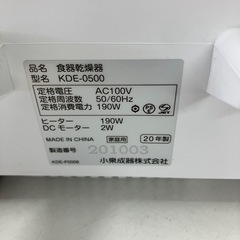 品名 食器乾燥器
型名 KDE-0500
定格電圧 AC100V
定格周波数 50/60Hz
定格消費電力 190W
ヒーター 190W
DCモーター 2W
MADE IN CHINA 家庭用 20年製
製造番号 201003
KDE-F0006 小泉成器株式会社